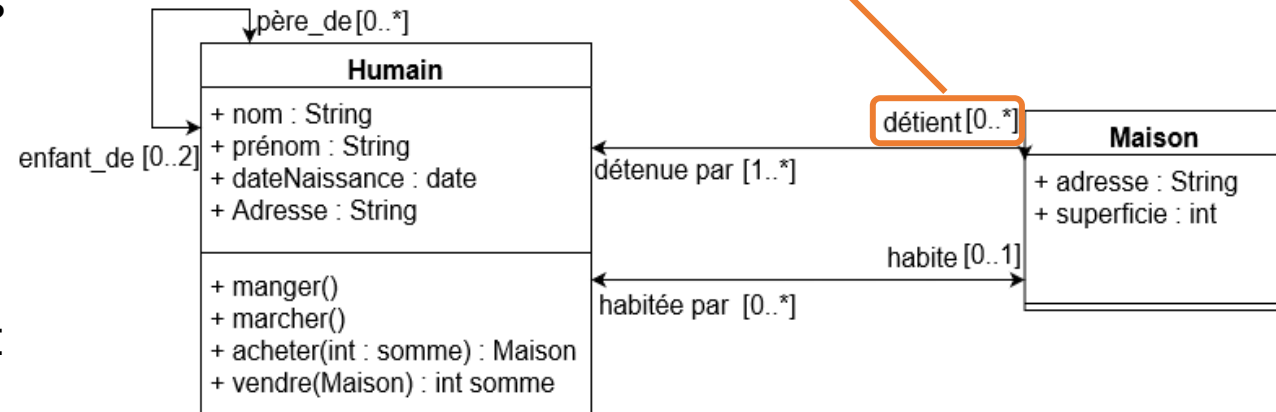 père_de [0..*]
enfant_de [0..2]
Humain
+ nom : String
+ prénom : String
+ dateNaissance : date
+ Adresse : String
+ manger()
+ marcher()
+ acheter(int : somme) : Maison
+ vendre(Maison) : int somme
détient [0..*]
détenue par [1..*]
habite [0..1]
habitée par [0..*]
Maison
+ adresse : String
+ superficie : int